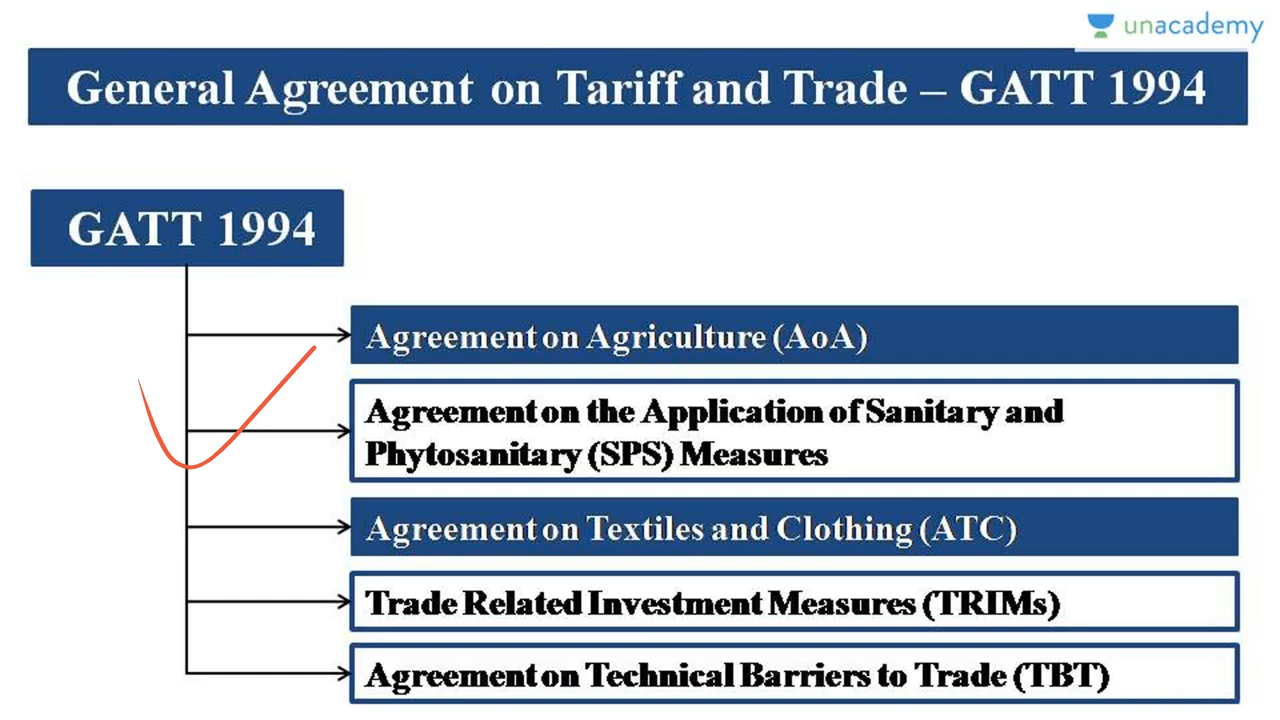 unacademy
General Agreement on Tariff and Trade – GATT 1994
GATT 1994
Agreement on Agriculture (AoA)
Agreement on the Application of Sanitary and
Phytosanitary (SPS) Measures
Agreement on Textiles and Clothing (ATC)
Trade Related Investment Measures (TRIMs)
Agreement on Technical Barriers to Trade (TBT)